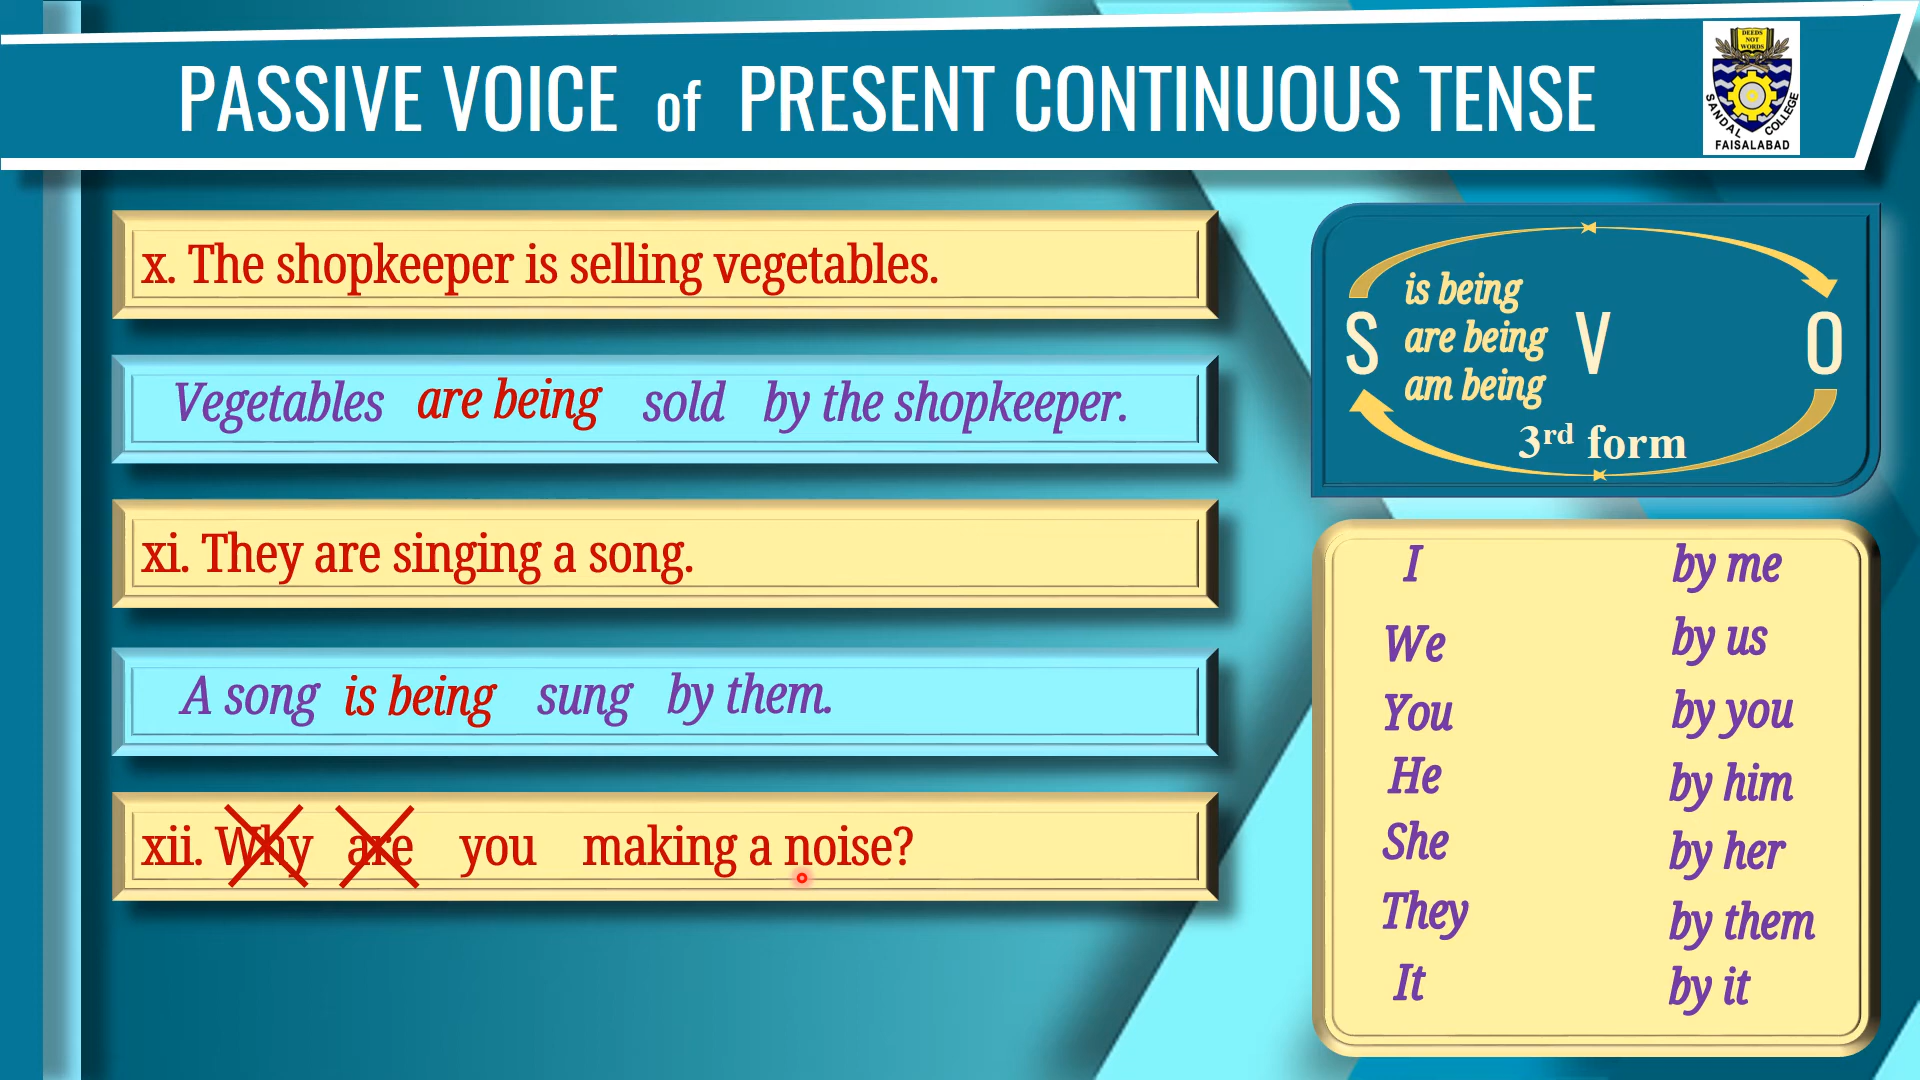 PASSIVE VOICE of PRESENT CONTINUOUS TENSE
DEEDS
NOT
WORDS
SANDAL COLLEGE
FAISALABAD
x. The shopkeeper is selling vegetables.
Vegetables are being sold by the shopkeeper.
xi. They are singing a song.
A song is being sung by them.
xii. Why are you making a noise?
is being
are being
am being
S V O
3rd form
I by me
We by us
You by you
He by him
She by her
They by them
It by it